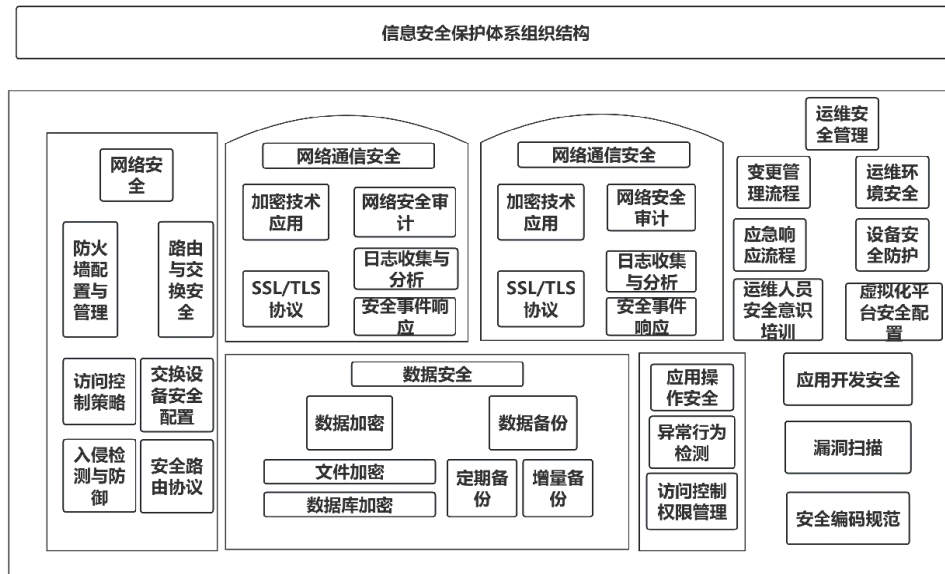 信息安全保护体系组织结构
网络安
全
防火
墙配
置与
管理
路由
与交
换安
全
访问控
制策略
交换设
备安全
配置
入侵检
测与防
御
安全路
由协议
网络通信安全
加密技术
应用
网络安全审
计
SSL/TLS
协议
日志收集与
分析
安全事件响
应
网络通信安全
加密技术
应用
网络安全
审计
SSL/TLS
协议
日志收集
与分析
安全事件
响应
运维安
全管理
变更管
理流程
运维环
境安全
应急响
应流程
设备安
全防护
运维人员
安全意识
培训
虚拟化平
台安全配
置
数据安全
数据加密
数据备份
文件加密
数据库加密
定期备
份
增量备
份
应用操
作安全
异常行为
检测
访问控制
权限管理
应用开发安全
漏洞扫描
安全编码规范